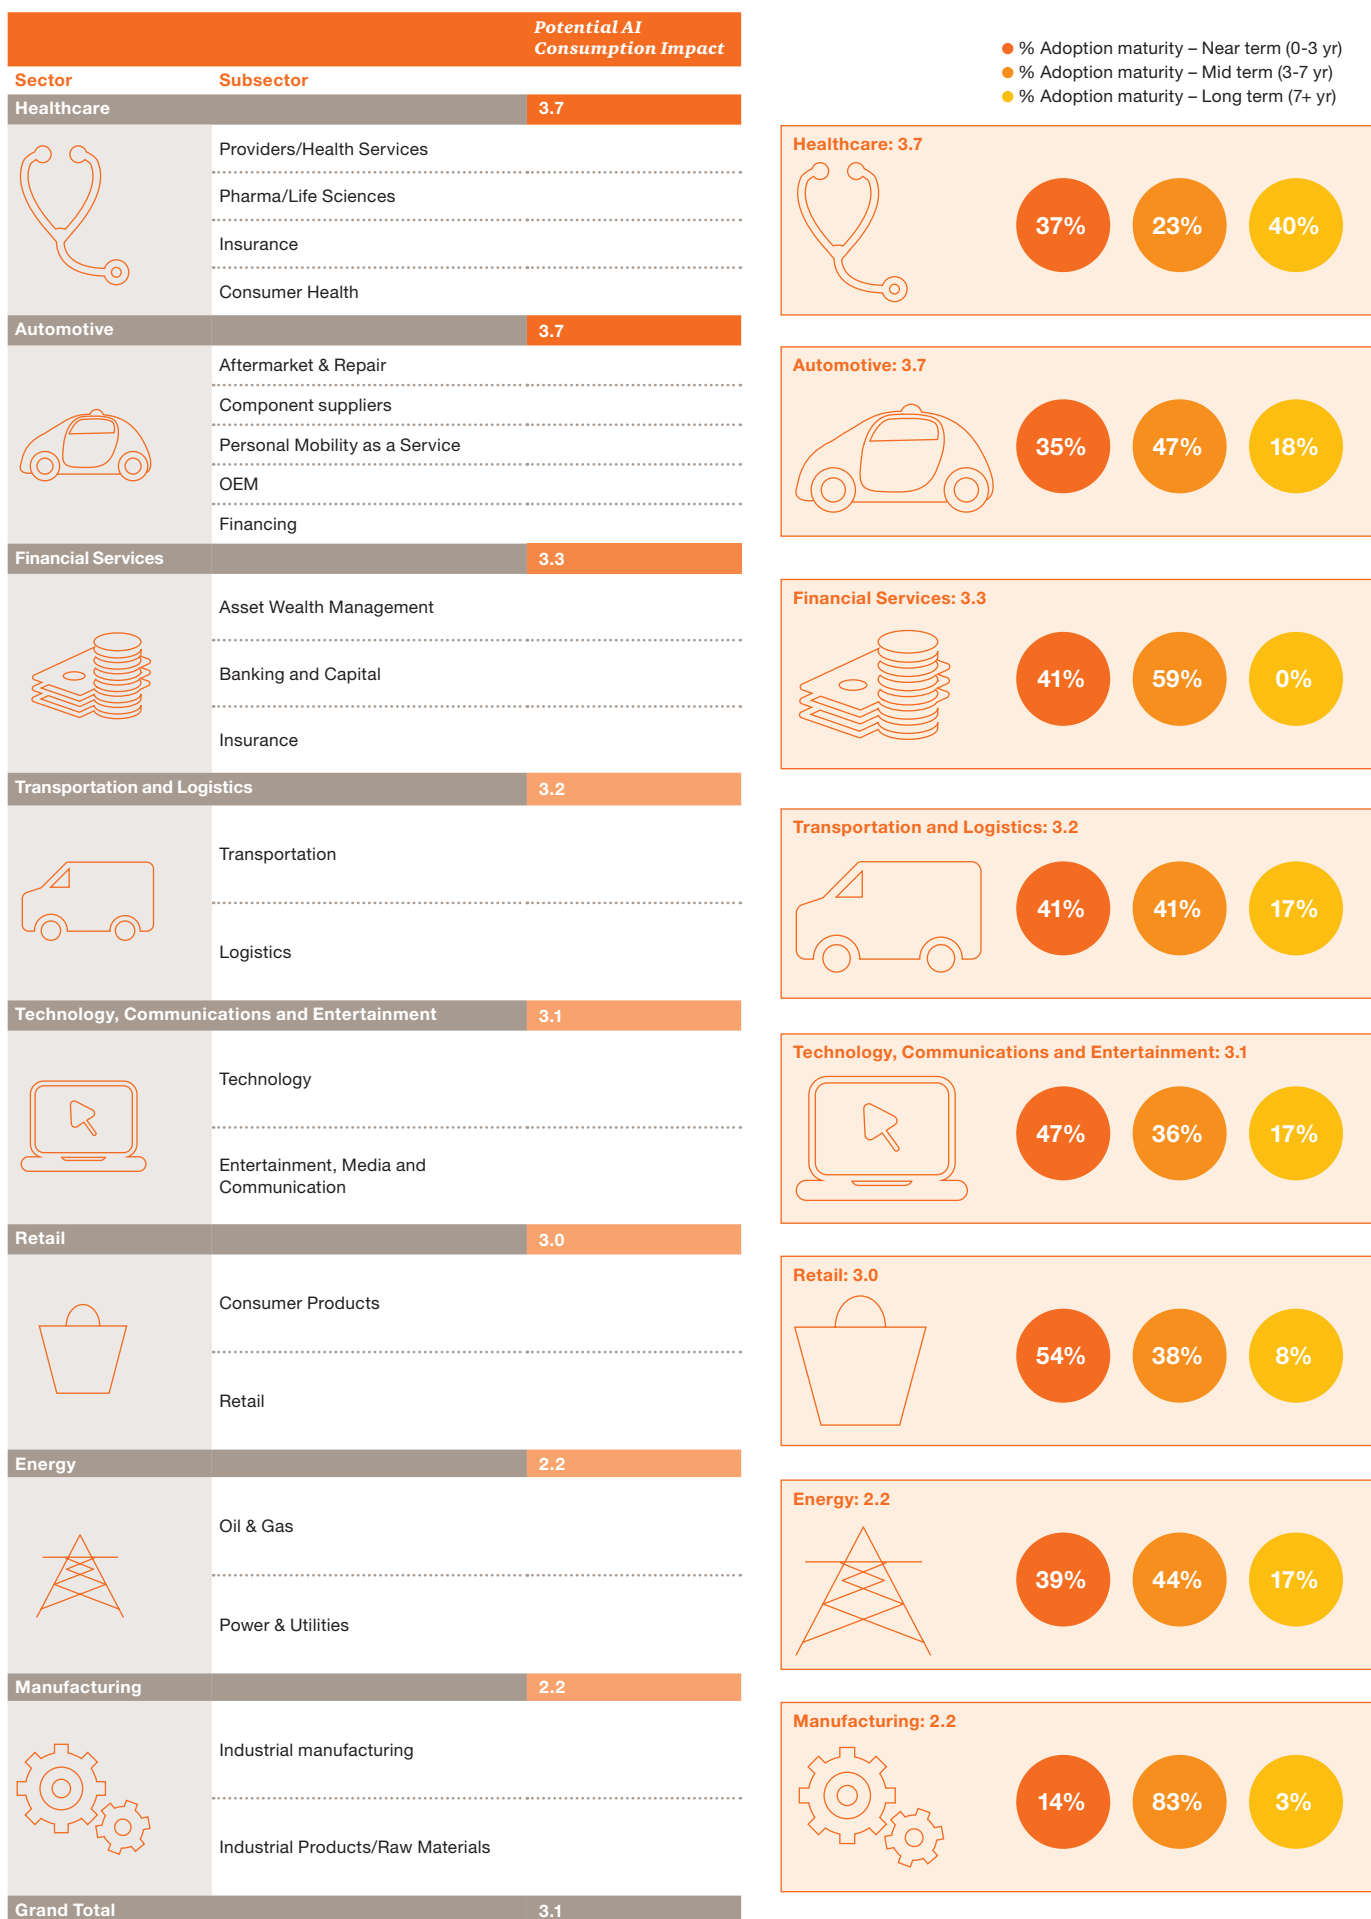 Potential AI
Consumption Impact
Sector Subsector
Healthcare 3.7
Providers/Health Services
Pharma/Life Sciences
Insurance
Consumer Health
Automotive 3.7
Aftermarket & Repair
Component suppliers
Personal Mobility as a Service
OEM
Financing
Financial Services 3.3
Asset Wealth Management
Banking and Capital
Insurance
Transportation and Logistics 3.2
Transportation
Logistics
Technology, Communications and Entertainment 3.1
Technology
Entertainment, Media and
Communication
Retail 3.0
Consumer Products
Retail
Energy 2.2
Oil & Gas
Power & Utilities
Manufacturing 2.2
Industrial manufacturing
Industrial Products/Raw Materials
Grand Total 3.1
% Adoption maturity – Near term (0-3 yr)
% Adoption maturity – Mid term (3-7 yr)
% Adoption maturity – Long term (7+ yr)
Healthcare: 3.7
37% 23% 40%
Automotive: 3.7
35% 47% 18%
Financial Services: 3.3
41% 59% 0%
Transportation and Logistics: 3.2
41% 41% 17%
Technology, Communications and Entertainment: 3.1
47% 36% 17%
Retail: 3.0
54% 38% 8%
Energy: 2.2
39% 44% 17%
Manufacturing: 2.2
14% 83% 3%